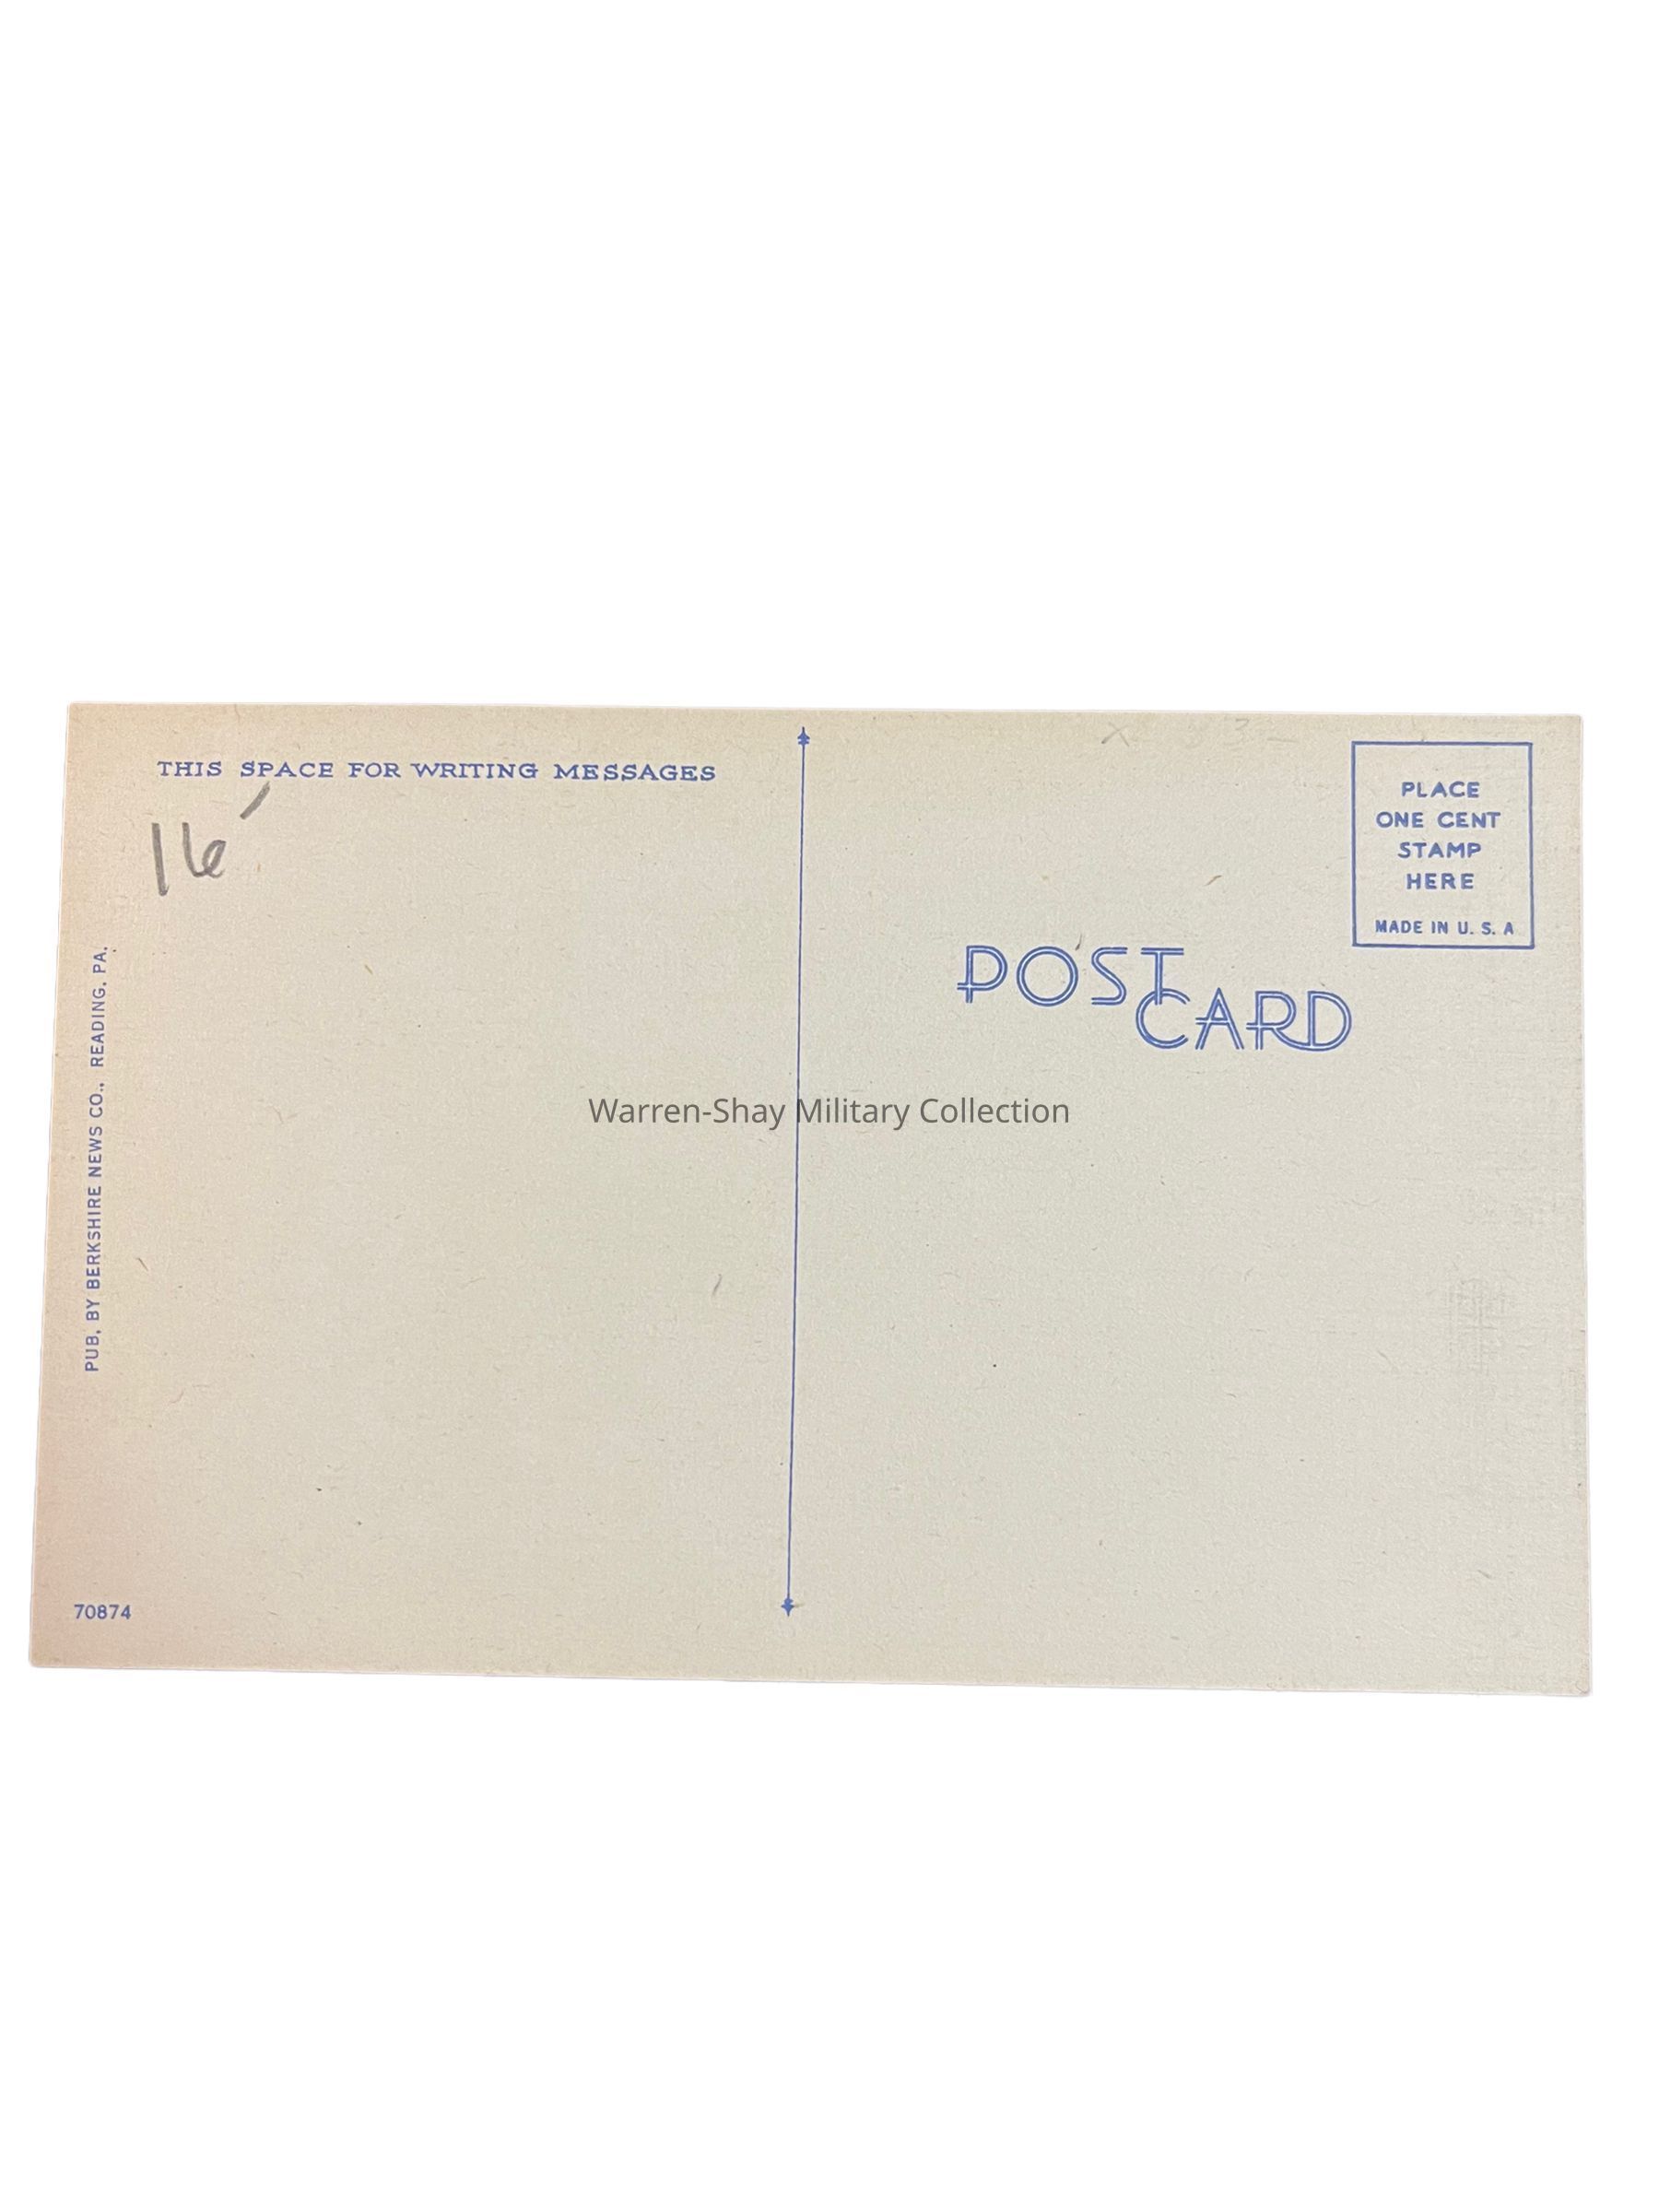 THIS SPACE FOR WRITING MESSAGES
16
PUB. BY BERKSHIRE NEWS CO., READING, PA.
70874
PLACE
ONE CENT
STAMP
HERE
MADE IN U. S. A
POST
CARD
Warren-Shay Military Collection